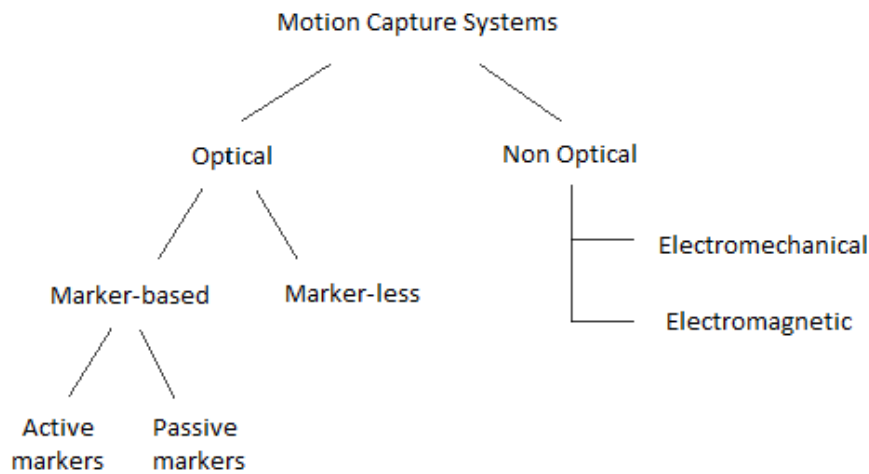 Motion Capture Systems
Optical
Non Optical
Electromechanical
Marker-based
Marker-less
Electromagnetic
Active
markers
Passive
markers